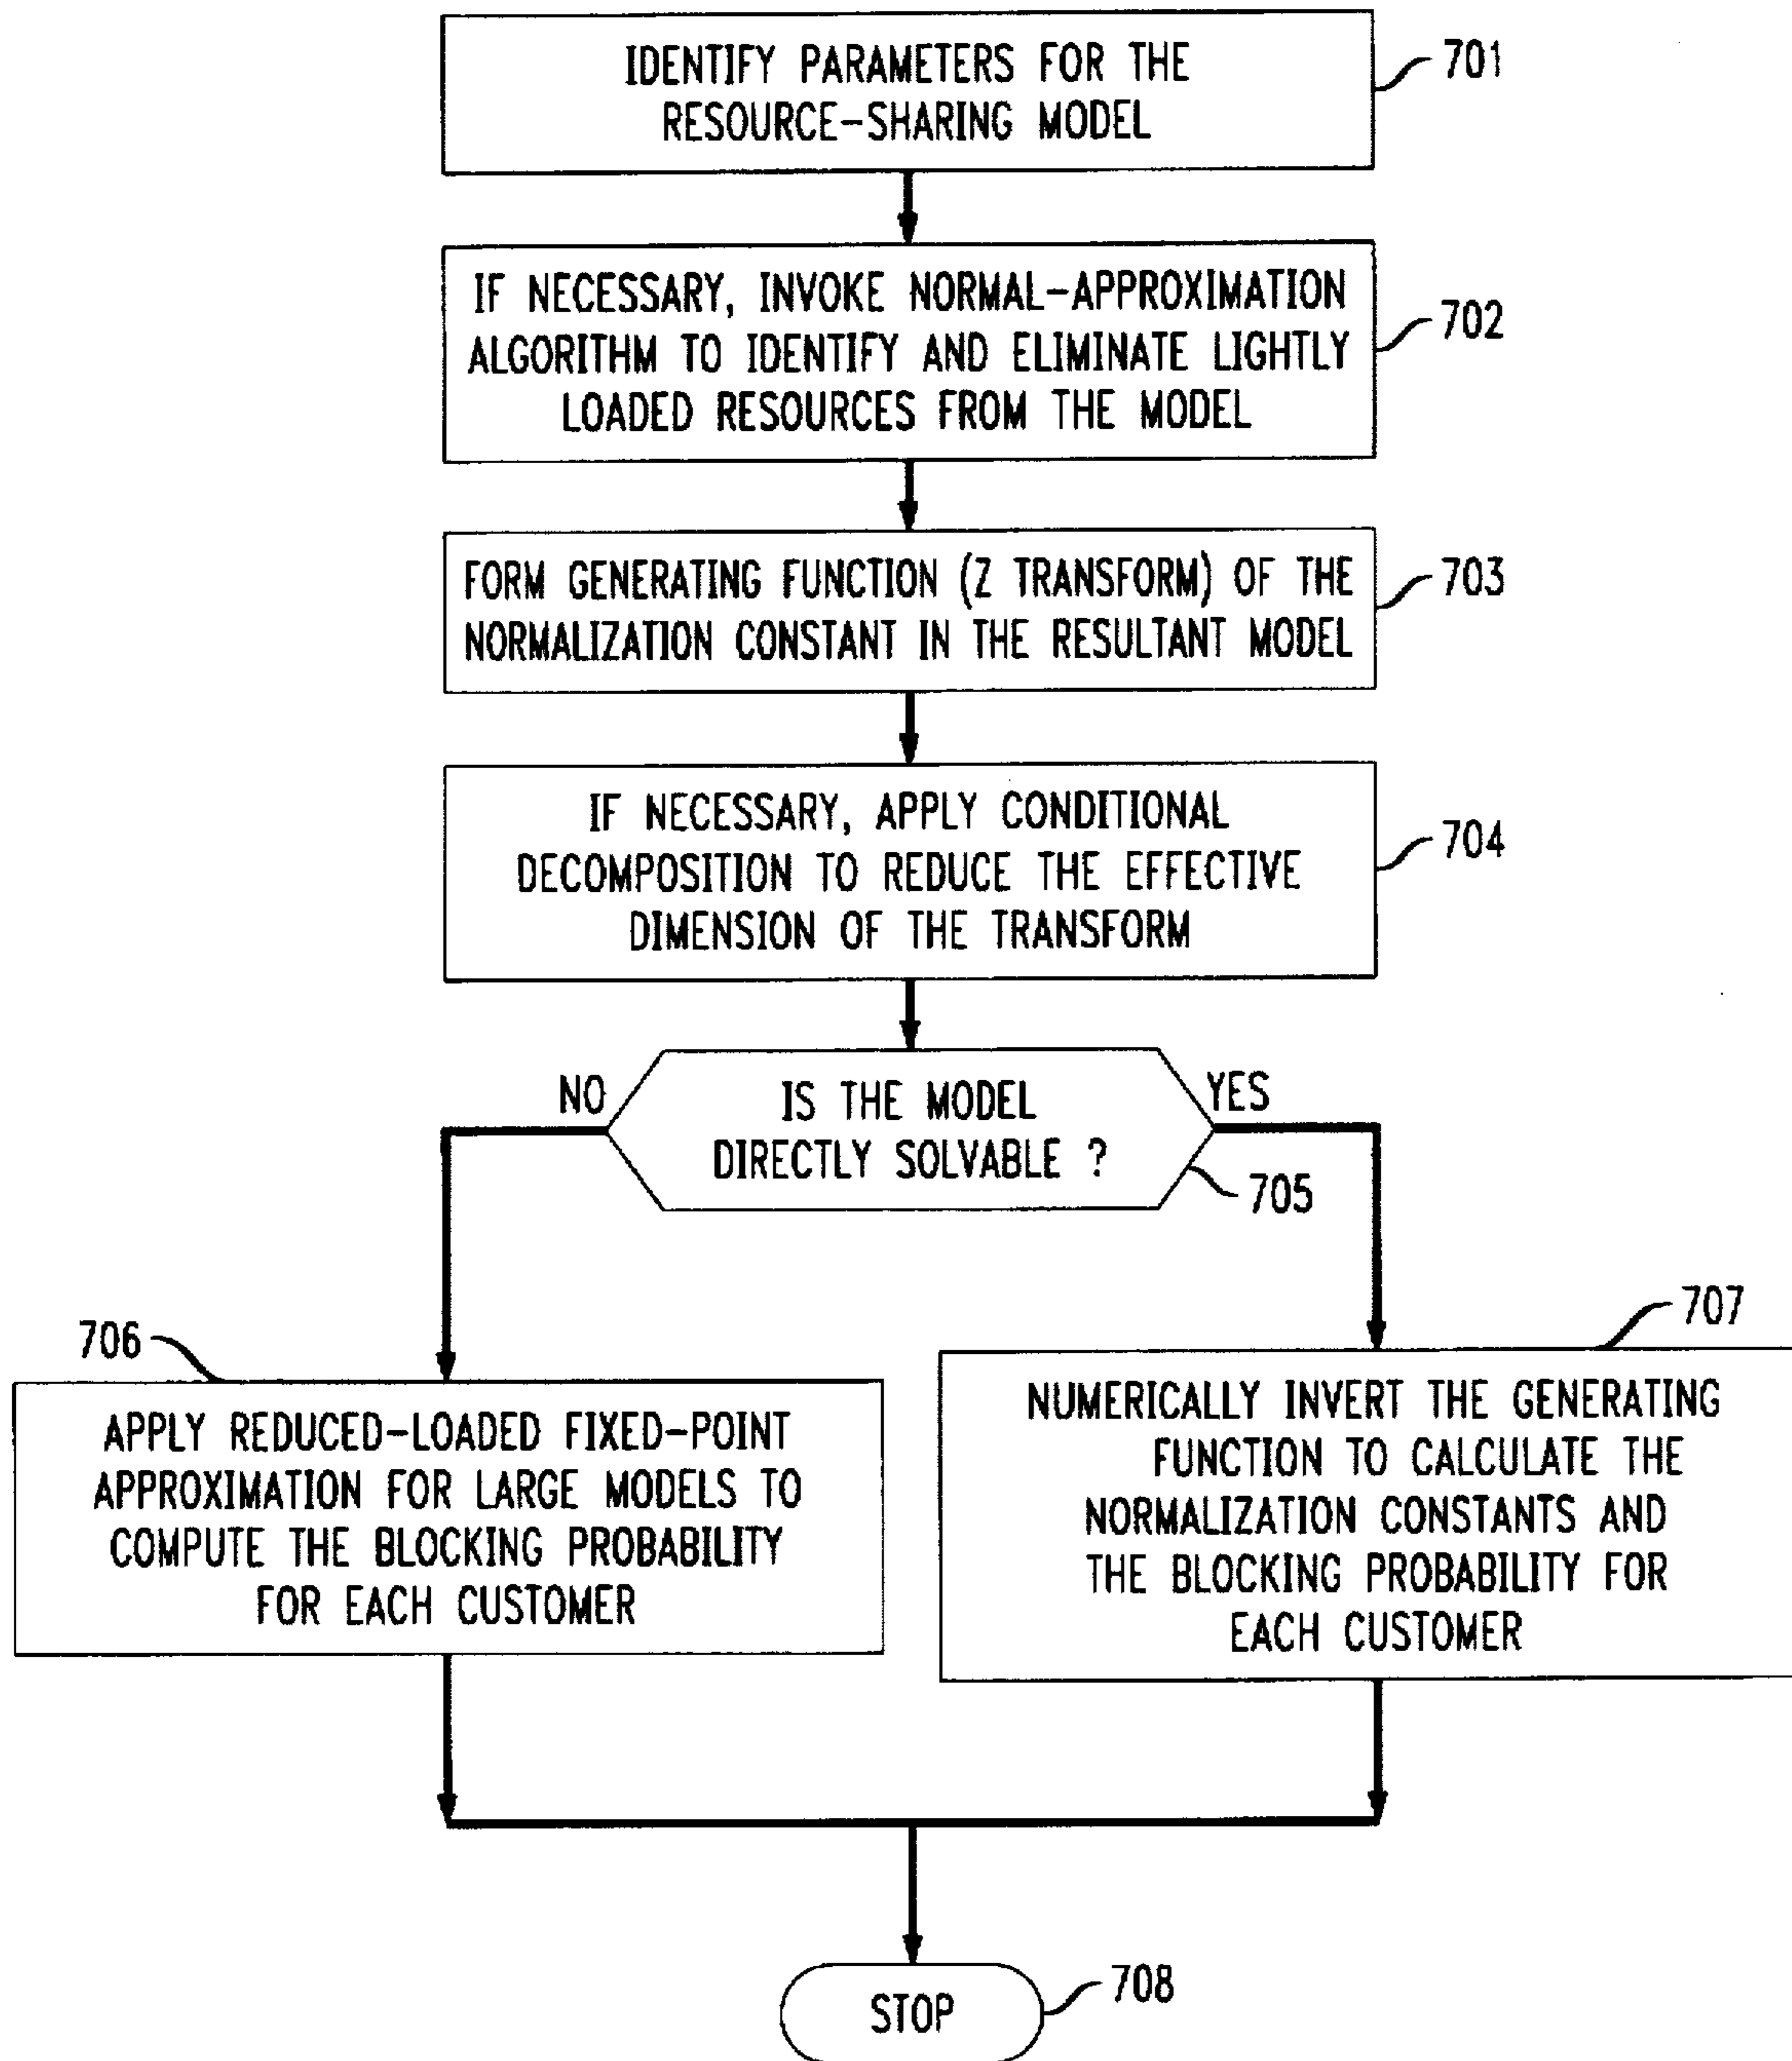 IDENTIFY PARAMETERS FOR THE
RESOURCE-SHARING MODEL
701
IF NECESSARY, INVOKE NORMAL-APPROXIMATION
ALGORITHM TO IDENTIFY AND ELIMINATE LIGHTLY
LOADED RESOURCES FROM THE MODEL
702
FORM GENERATING FUNCTION (Z TRANSFORM) OF THE
NORMALIZATION CONSTANT IN THE RESULTANT MODEL
703
IF NECESSARY, APPLY CONDITIONAL
DECOMPOSITION TO REDUCE THE EFFECTIVE
DIMENSION OF THE TRANSFORM
704
NO
IS THE MODEL
DIRECTLY SOLVABLE ?
YES
705
706
APPLY REDUCED-LOADED FIXED-POINT
APPROXIMATION FOR LARGE MODELS TO
COMPUTE THE BLOCKING PROBABILITY
FOR EACH CUSTOMER
707
NUMERICALLY INVERT THE GENERATING
FUNCTION TO CALCULATE THE
NORMALIZATION CONSTANTS AND
THE BLOCKING PROBABILITY FOR
EACH CUSTOMER
STOP
708